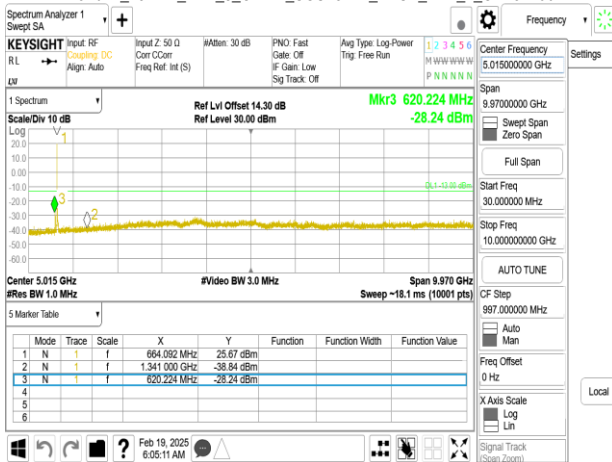 Spectrum Analyzer 1
Swept SA
Frequency
KEYSIGHT
RL
Input: RF
Coupling: DC
Align: Auto
Input Z: 50 Ω
Corr CCorr
Freq Ref: Int (S)
#Atten: 30 dB
PNO: Fast
Gate: Off
IF Gain: Low
Sig Track: Off
Avg Type: Log-Power
Trig: Free Run
1 2 3 4 5 6
M W W W W W
P N N N N N
Center Frequency
5.015000000 GHz
Settings
Span
9.97000000 GHz
Swept Span
Zero Span
Full Span
Start Freq
30.000000 MHz
Stop Freq
10.000000000 GHz
AUTO TUNE
CF Step
997.000000 MHz
Auto
Man
Freq Offset
0 Hz
X Axis Scale
Log
Lin
Local
Signal Track
(Span Zoom)
1 Spectrum
Scale/Div 10 dB
Ref Lvl Offset 14.30 dB
Ref Level 30.00 dBm
Mkr3 620.224 MHz
-28.24 dBm
Log
20.0
10.0
0.00
-10.0
-20.0
-30.0
-40.0
-50.0
-60.0
1
2
3
DL1 -13.00 dBm
Center 5.015 GHz
#Video BW 3.0 MHz
Span 9.970 GHz
#Res BW 1.0 MHz
Sweep ~18.1 ms (10001 pts)
5 Marker Table
Mode Trace Scale X Y Function Function Width Function Value
1 N 1 f 664.092 MHz 25.67 dBm
2 N 1 f 1.341 000 GHz -38.84 dBm
3 N 1 f 620.224 MHz -28.24 dBm
4
5
6
?
Feb 19, 2025
6:05:11 AM